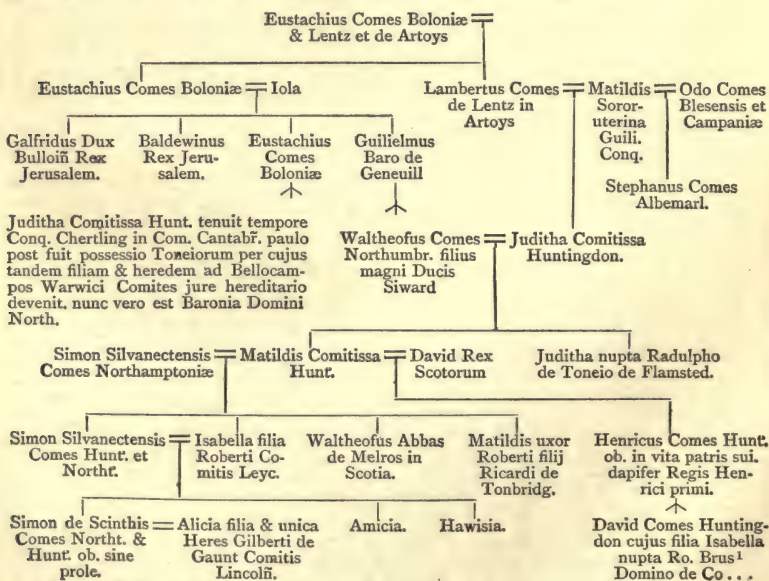 Eustachius Comes Boloniæ
& Lentz et de Artoys
Eustachius Comes Boloniæ = Iola
Lambertus Comes
de Lentz in
Artoys
= Matildis
Soror-
uterina
Guili.
Conq.
= Odo Comes
Blesensis et
Campaniæ
Galfridus Dux
Bulloin̄ Rex
Jerusalem.
Baldewinus
Rex Jeru-
salem.
Eustachius
Comes
Boloniæ
Guilielmus
Baro de
Geneuill
Stephanus Comes
Albemarl.
Juditha Comitissa Hunt. tenuit tempore
Conq. Chertling in Com. Cantabr̄. paulo
post fuit possessio Toneiorum per cujus
tandem filiam & heredem ad Bellocam-
pos Warwici Comites jure hereditario
devenit. nunc vero est Baronia Domini
North.
Waltheofus Comes
Northumbr. filius
magni Ducis
Siward
= Juditha Comitissa
Huntingdon.
Simon Silvanectensis
Comes Northamptoniæ
= Matildis Comitissa
Hunt.
= David Rex
Scotorum
Juditha nupta Radulpho
de Toneio de Flamsted.
Simon Silvanectensis
Comes Hunt. et
Northt.
= Isabella filia
Roberti Co-
mitis Leyc.
Waltheofus Abbas
de Melros in
Scotia.
Matildis uxor
Roberti filij
Ricardi de
Tonbridg.
Henricus Comes Hunt.
ob. in vita patris sui.
dapifer Regis Hen-
rici primi.
Simon de Scinthis
Comes Northt. &
Hunt. ob. sine
prole.
= Alicia filia & unica
Heres Gilberti de
Gaunt Comitis
Lincoln̄.
Amicia.
Hawisia.
David Comes Hunting-
don cujus filia Isabella
nupta Ro. Brus¹
Domino de Co . . .